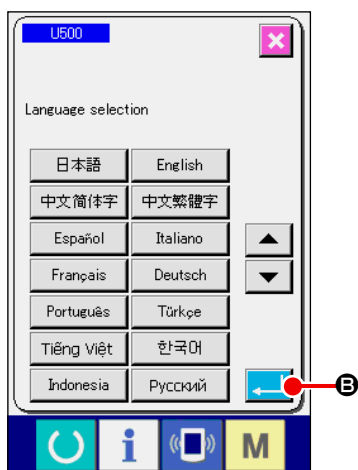 U500
Language selection
日本語 English
中文简体字 中文繁體字
Español Italiano
Français Deutsch
Português Türkçe
Tiếng Việt 한국어
Indonesia Русский
B
i M